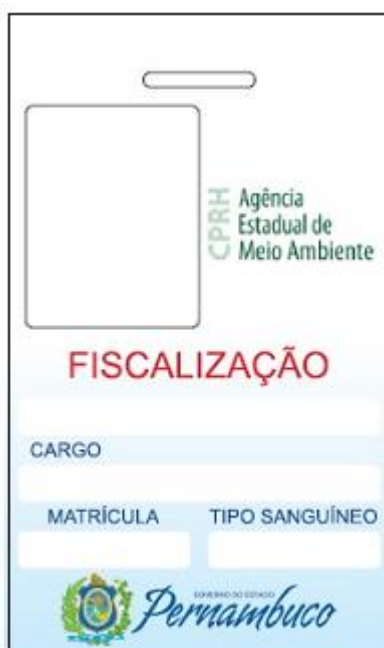 CPRH
Agência
Estadual de
Meio Ambiente
FISCALIZAÇÃO
CARGO
MATRÍCULA TIPO SANGUÍNEO
GOVERNO DO ESTADO
Pernambuco